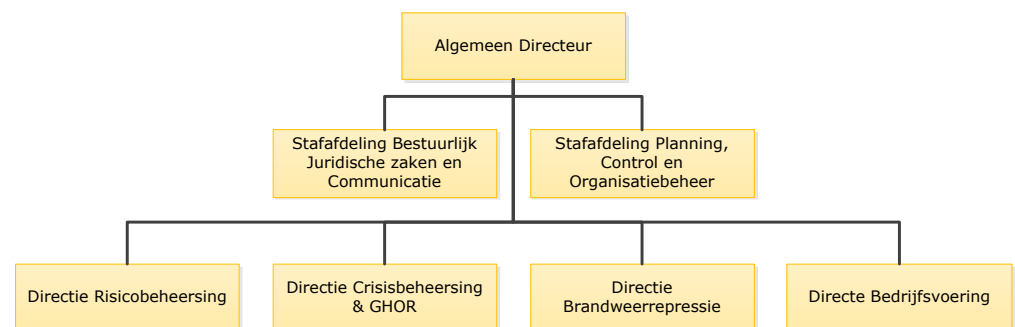 Algemeen Directeur
Stafafdeling Bestuurlijk
Juridische zaken en
Communicatie
Stafafdeling Planning,
Control en
Organisatiebeheer
Directie Risicobeheersing
Directie Crisisbeheersing
& GHOR
Directie
Brandweerrepressie
Directe Bedrijfsvoering